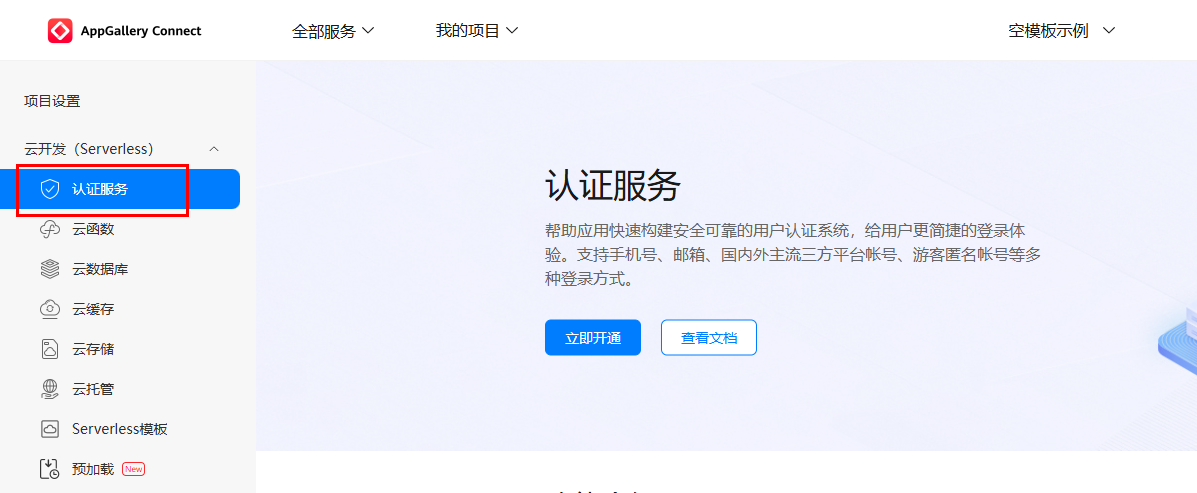 AppGallery Connect
全部服务
我的项目
空模板示例
项目设置
云开发（Serverless）
认证服务
云函数
云数据库
云缓存
云存储
云托管
Serverless模板
预加载 New
认证服务
帮助应用快速构建安全可靠的用户认证系统，给用户更简捷的登录体
验。支持手机号、邮箱、国内外主流三方平台帐号、游客匿名帐号等多
种登录方式。
立即开通
查看文档